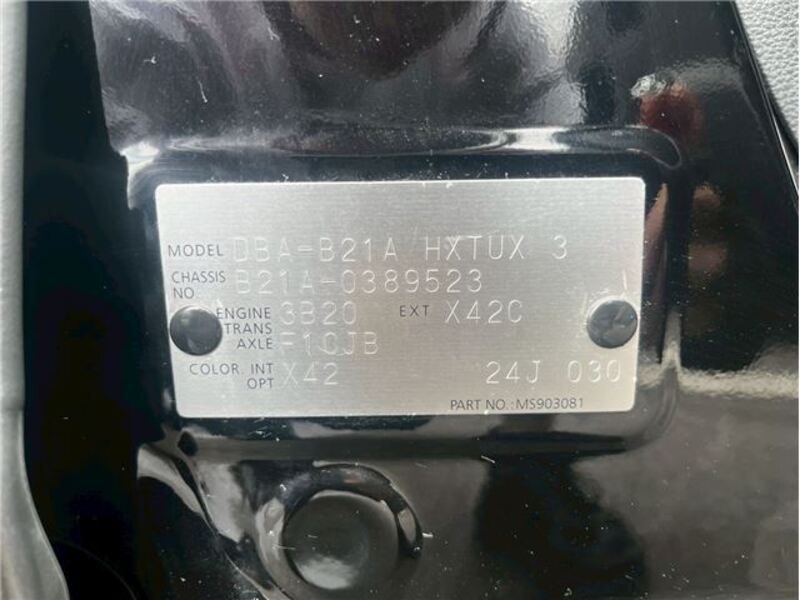 MODEL DBA-B21A HXTUX 3
CHASSIS NO. B21A-0389523
ENGINE 3B20 EXT X42C
TRANS AXLE F1CJB
COLOR. INT OPT X42 24J 030
PART NO.:MS903081